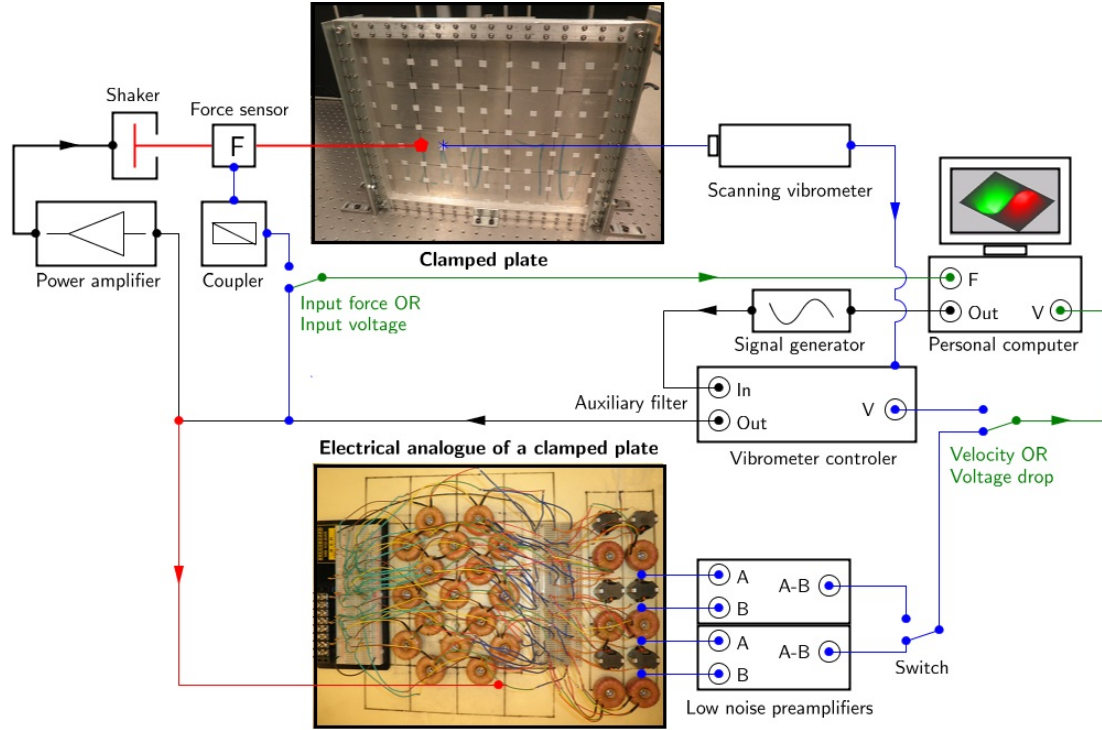 Shaker
Force sensor
F
Power amplifier
Coupler
Clamped plate
Input force OR
Input voltage
Scanning vibrometer
F
Out
V
Personal computer
Signal generator
Auxiliary filter
In
Out
V
Vibrometer controler
Velocity OR
Voltage drop
Electrical analogue of a clamped plate
A
B
A-B
A
B
A-B
Switch
Low noise preamplifiers